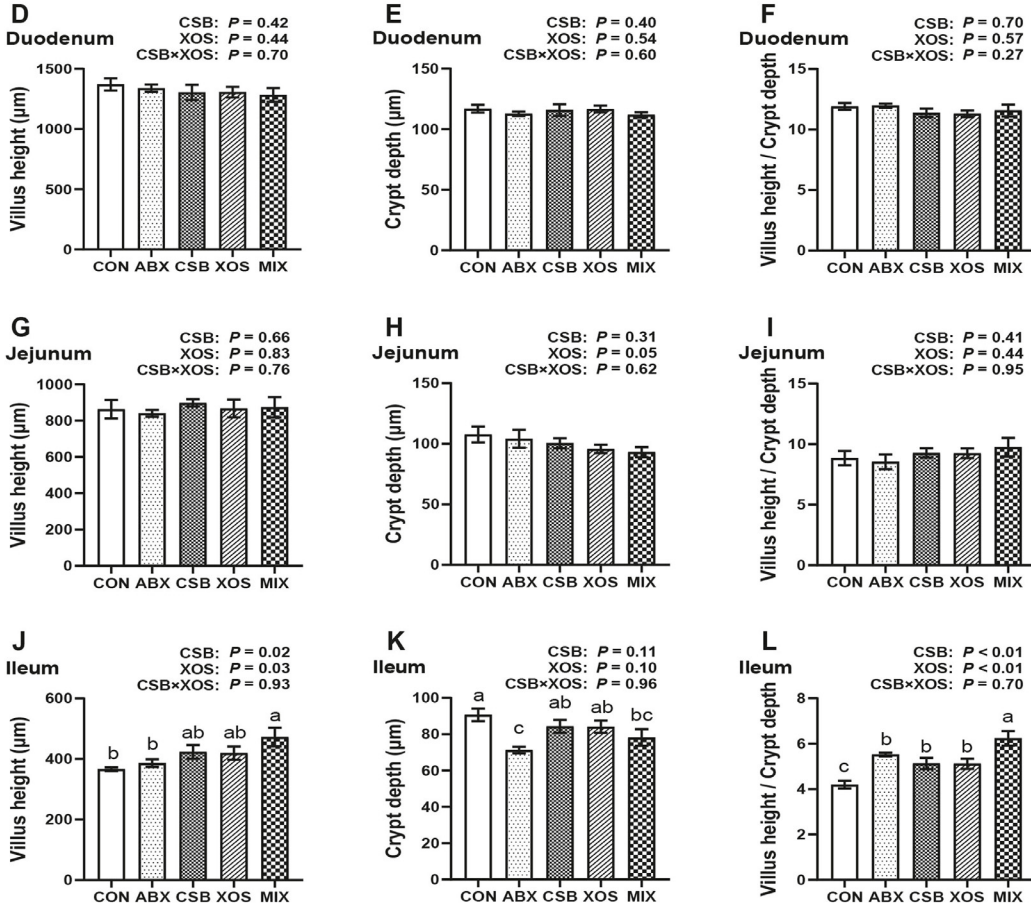 D
Duodenum
CSB: P = 0.42
XOS: P = 0.44
CSB×XOS: P = 0.70
Villus height (μm)
1500
1000
500
0
CON ABX CSB XOS MIX
E
Duodenum
CSB: P = 0.40
XOS: P = 0.54
CSB×XOS: P = 0.60
Crypt depth (μm)
150
100
50
0
CON ABX CSB XOS MIX
F
Duodenum
CSB: P = 0.70
XOS: P = 0.57
CSB×XOS: P = 0.27
Villus height / Crypt depth
15
10
5
0
CON ABX CSB XOS MIX
G
Jejunum
CSB: P = 0.66
XOS: P = 0.83
CSB×XOS: P = 0.76
Villus height (μm)
1000
800
600
400
200
0
CON ABX CSB XOS MIX
H
Jejunum
CSB: P = 0.31
XOS: P = 0.05
CSB×XOS: P = 0.62
Crypt depth (μm)
150
100
50
0
CON ABX CSB XOS MIX
I
Jejunum
CSB: P = 0.41
XOS: P = 0.44
CSB×XOS: P = 0.95
Villus height / Crypt depth
15
10
5
0
CON ABX CSB XOS MIX
J
Ileum
CSB: P = 0.02
XOS: P = 0.03
CSB×XOS: P = 0.93
Villus height (μm)
600
400
200
0
b b ab ab a
CON ABX CSB XOS MIX
K
Ileum
CSB: P = 0.11
XOS: P = 0.10
CSB×XOS: P = 0.96
Crypt depth (μm)
100
80
60
40
20
0
a c ab ab bc
CON ABX CSB XOS MIX
L
Ileum
CSB: P < 0.01
XOS: P < 0.01
CSB×XOS: P = 0.70
Villus height / Crypt depth
8
6
4
2
0
c b b b a
CON ABX CSB XOS MIX